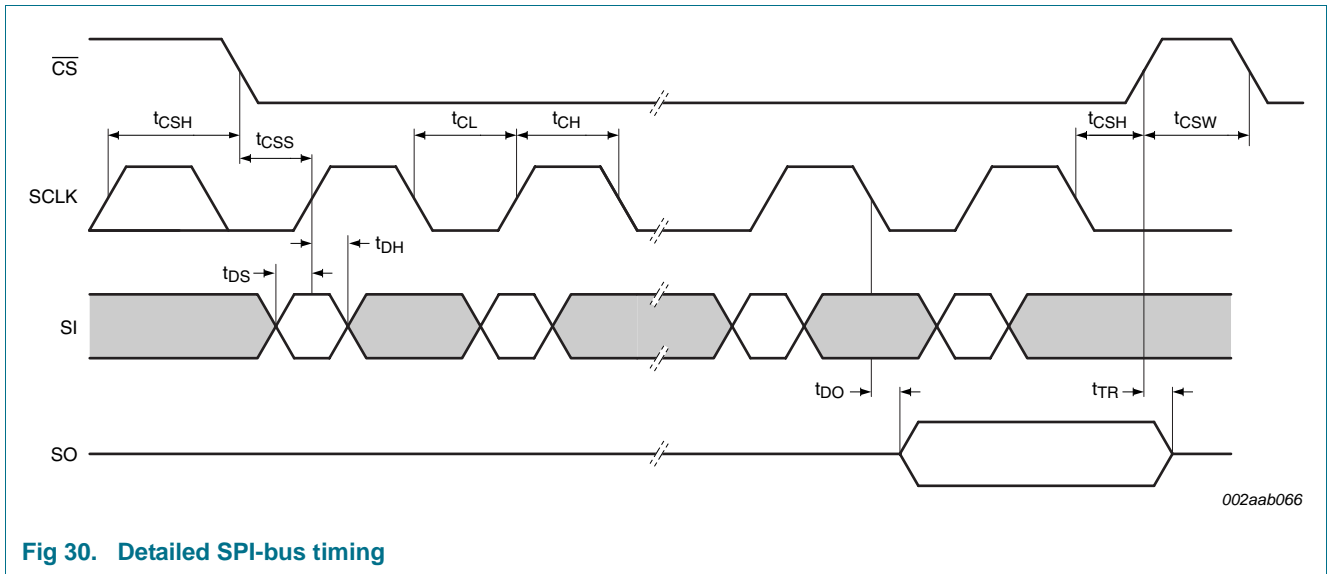 CS
tCSH
tCSS
tCL
tCH
tCSH
tCSW
SCLK
tDH
tDS
SI
tDO
tTR
SO
002aab066
Fig 30. Detailed SPI-bus timing